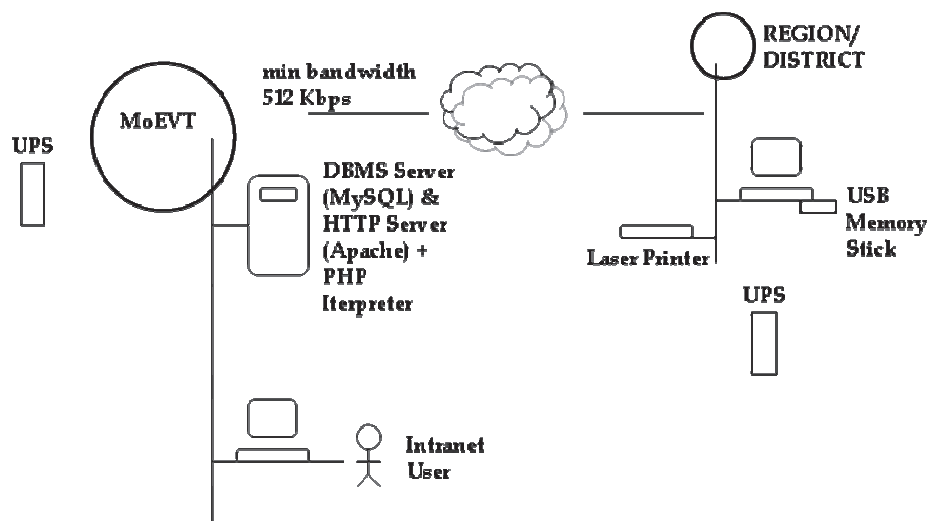 REGION/
DISTRICT
min bandwidth
512 Kbps
MoEVT
UPS
DBMS Server
(MySQL) &
HTTP Server
(Apache) +
PHP
Iterpreter
USB
Memory
Stick
Laser Printer
UPS
Intranet
User